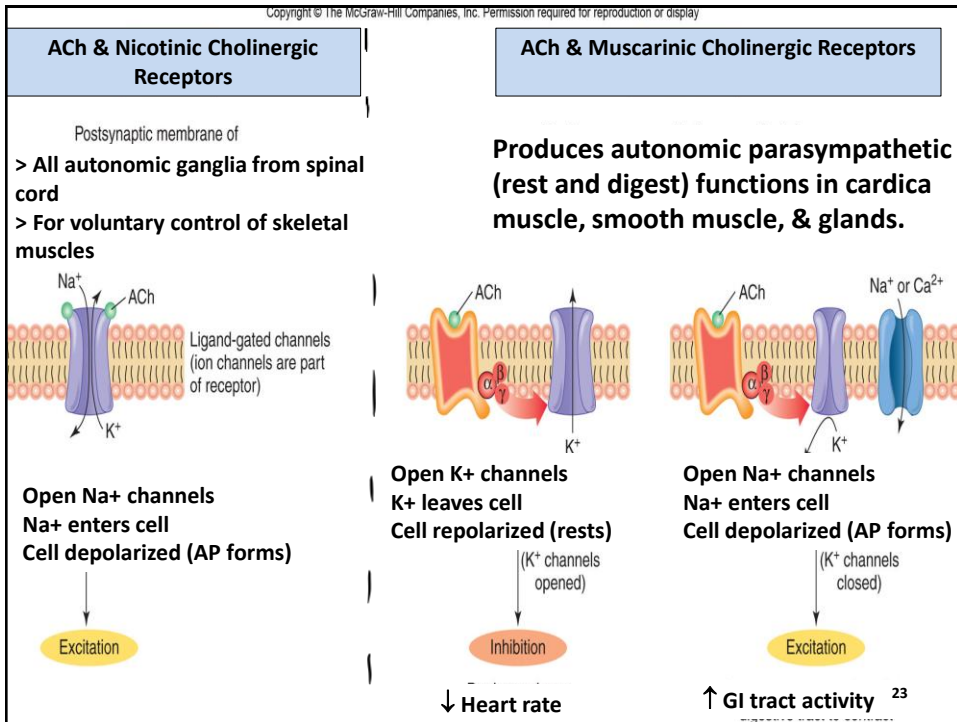 Copyright © The McGraw-Hill Companies, Inc. Permission required for reproduction or display
ACh & Nicotinic Cholinergic
Receptors
Postsynaptic membrane of
> All autonomic ganglia from spinal
cord
> For voluntary control of skeletal
muscles
Na⁺
ACh
Ligand-gated channels
(ion channels are part
of receptor)
K⁺
Open Na+ channels
Na+ enters cell
Cell depolarized (AP forms)
Excitation
ACh & Muscarinic Cholinergic Receptors
Produces autonomic parasympathetic
(rest and digest) functions in cardica
muscle, smooth muscle, & glands.
ACh
α β
γ
K⁺
Open K+ channels
K+ leaves cell
Cell repolarized (rests)
(K⁺ channels
opened)
Inhibition
↓ Heart rate
ACh
Na⁺ or Ca²⁺
α β
γ
K⁺
Open Na+ channels
Na+ enters cell
Cell depolarized (AP forms)
(K⁺ channels
closed)
Excitation
↑ GI tract activity
23